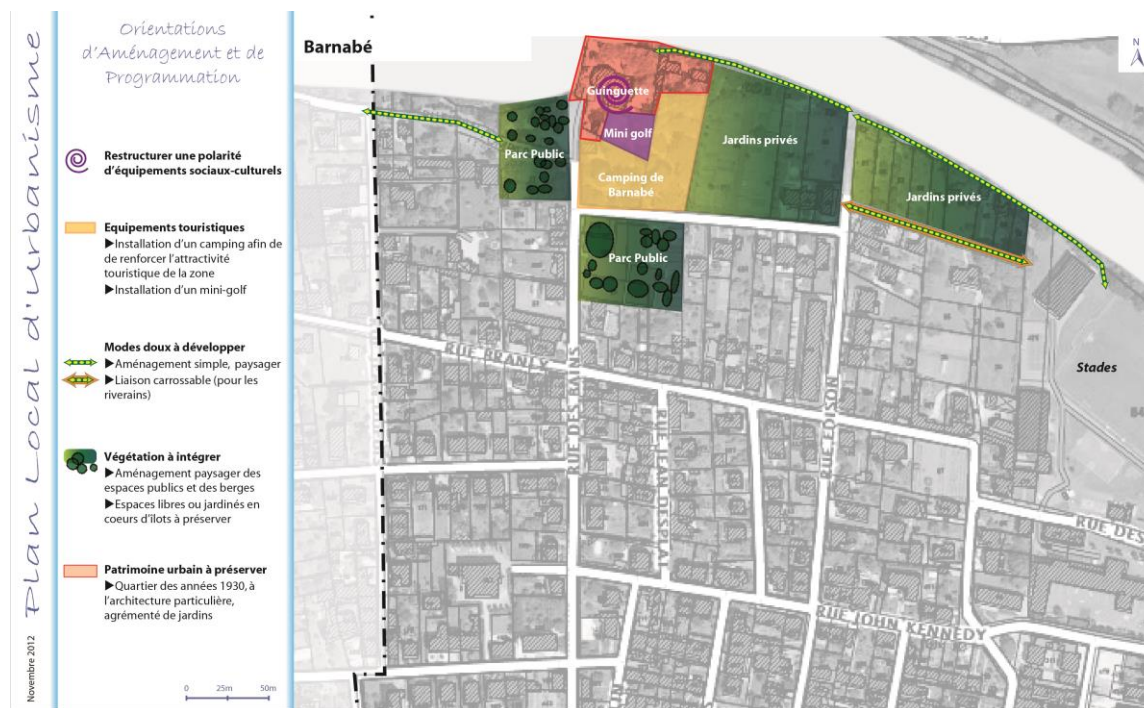 Plan Local d'Urbanisme
Novembre 2012
Orientations
d'Aménagement et de
Programmation
Restructurer une polarité
d'équipements sociaux-culturels
Equipements touristiques
▶Installation d'un camping afin de
de renforcer l'attractivité
touristique de la zone
▶Installation d'un mini-golf
Modes doux à développer
▶Aménagement simple, paysager
▶Liaison carrossable (pour les
riverains)
Végétation à intégrer
▶Aménagement paysager des
espaces publics et des berges
▶Espaces libres ou jardinés en
coeurs d'îlots à préserver
Patrimoine urbain à préserver
▶Quartier des années 1930, à
l'architecture particulière,
agrémenté de jardins
0 25m 50m
Barnabé
N
Guinguette
Mini golf
Parc Public
Jardins privés
Camping de
Barnabé
Jardins privés
Parc Public
RUE BRANLY
RUE DES BAINS
RUE JEAN DESPLAT
RUE EDISON
Stades
RUE DES
RUE JOHN KENNEDY